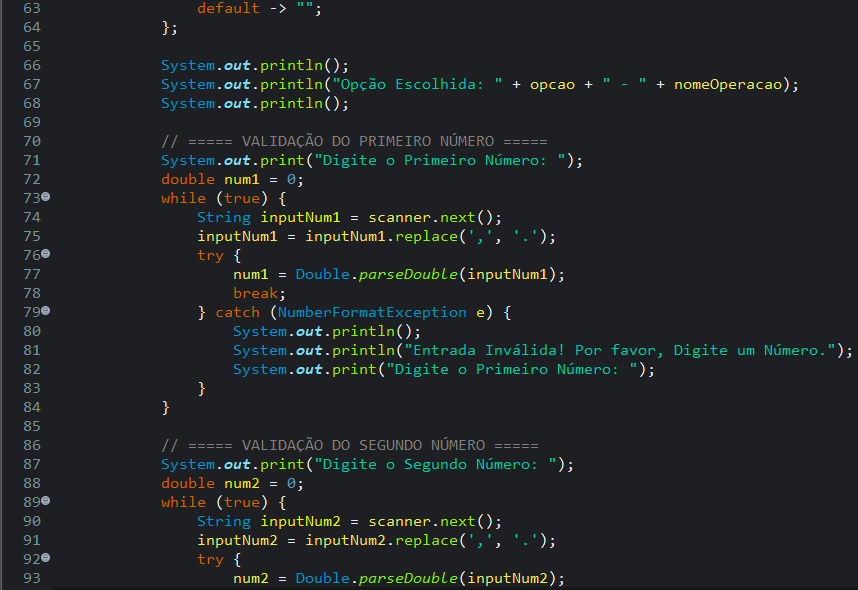 63                 default -> "";
64             };
65
66             System.out.println();
67             System.out.println("Opção Escolhida: " + opcao + " - " + nomeOperacao);
68             System.out.println();
69
70             // ===== VALIDAÇÃO DO PRIMEIRO NÚMERO =====
71             System.out.print("Digite o Primeiro Número: ");
72             double num1 = 0;
73             while (true) {
74                 String inputNum1 = scanner.next();
75                 inputNum1 = inputNum1.replace(',', '.');
76                 try {
77                     num1 = Double.parseDouble(inputNum1);
78                     break;
79                 } catch (NumberFormatException e) {
80                     System.out.println();
81                     System.out.println("Entrada Inválida! Por favor, Digite um Número.");
82                     System.out.print("Digite o Primeiro Número: ");
83                 }
84             }
85
86             // ===== VALIDAÇÃO DO SEGUNDO NÚMERO =====
87             System.out.print("Digite o Segundo Número: ");
88             double num2 = 0;
89             while (true) {
90                 String inputNum2 = scanner.next();
91                 inputNum2 = inputNum2.replace(',', '.');
92                 try {
93                     num2 = Double.parseDouble(inputNum2);